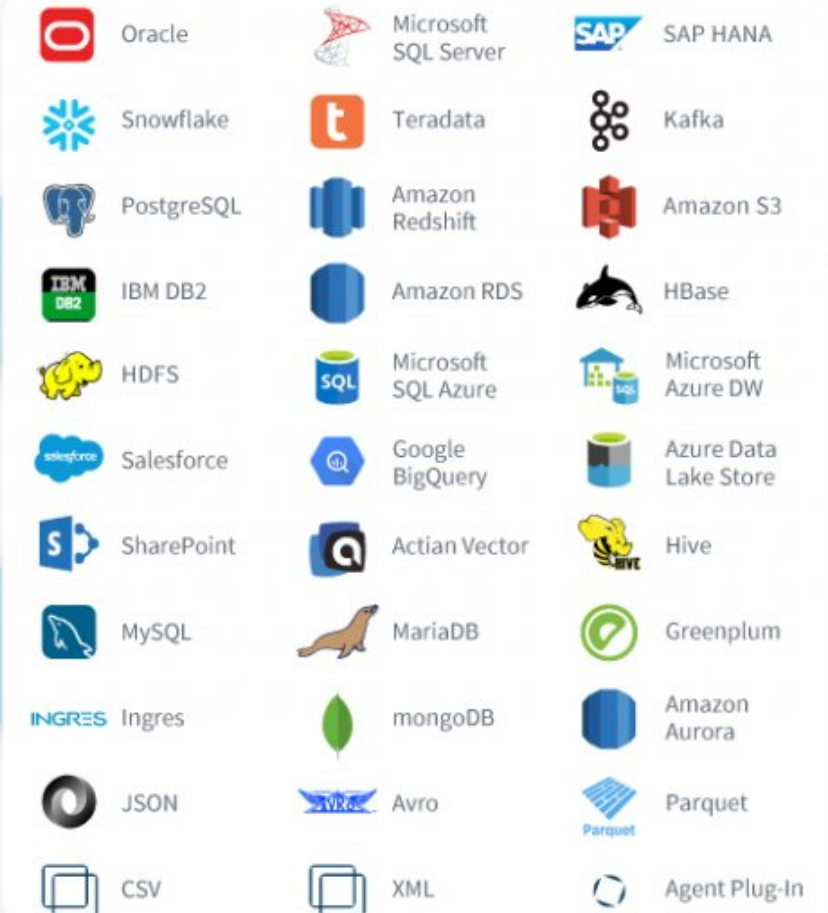 Oracle
Microsoft
SQL Server
SAP
SAP HANA
Snowflake
t
Teradata
Kafka
PostgreSQL
Amazon
Redshift
Amazon S3
IBM
DB2
IBM DB2
Amazon RDS
HBase
HDFS
SQL
Microsoft
SQL Azure
SQL
Microsoft
Azure DW
salesforce
Salesforce
Google
BigQuery
Azure Data
Lake Store
S
SharePoint
a
Actian Vector
HIVE
Hive
MySQL
MariaDB
Greenplum
INGRES
Ingres
mongoDB
Amazon
Aurora
JSON
AVRO
Avro
Parquet
Parquet
CSV
XML
Agent Plug-In